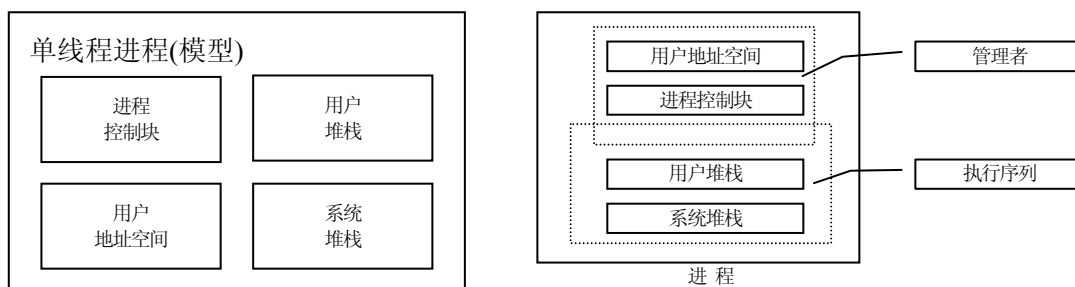 单线程进程(模型)
进程
控制块
用户
堆栈
用户
地址空间
系统
堆栈
用户地址空间
进程控制块
用户堆栈
系统堆栈
管理者
执行序列
进 程